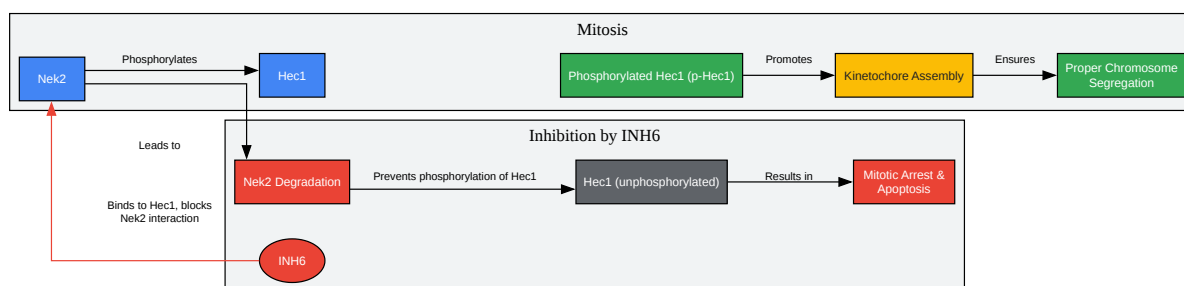 Mitosis
Nek2
Phosphorylates
Hec1
Phosphorylated Hec1 (p-Hec1)
Promotes
Kinetochore Assembly
Ensures
Proper Chromosome
Segregation
Inhibition by INH6
Leads to
Nek2 Degradation
Prevents phosphorylation of Hec1
Hec1 (unphosphorylated)
Results in
Mitotic Arrest &
Apoptosis
Binds to Hec1, blocks
Nek2 interaction
INH6